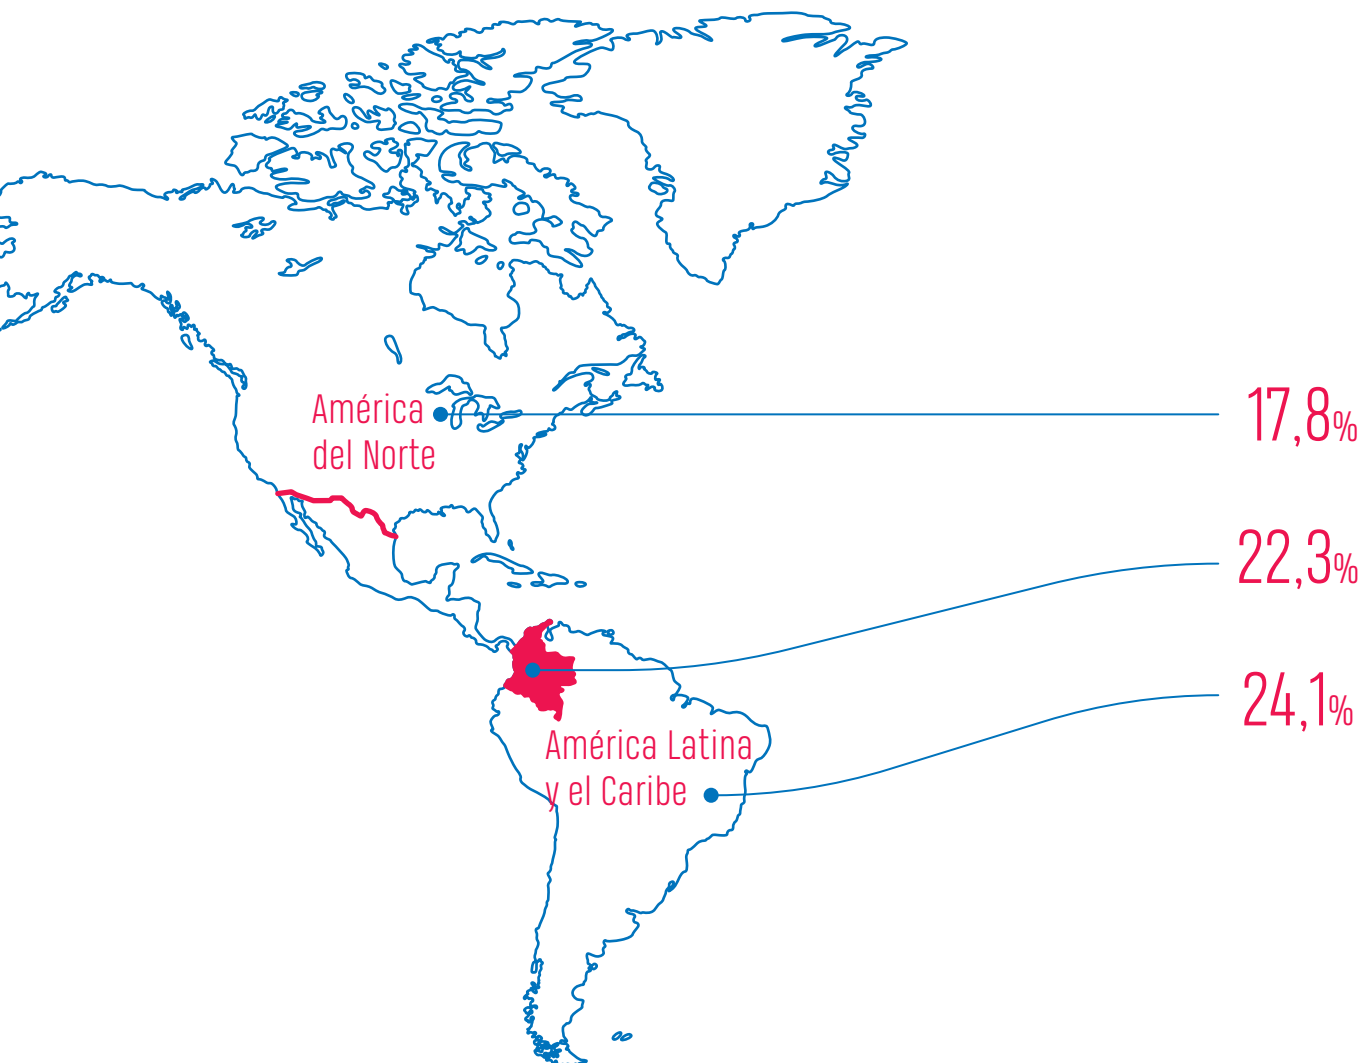 América
del Norte
17,8%
22,3%
24,1%
América Latina
y el Caribe